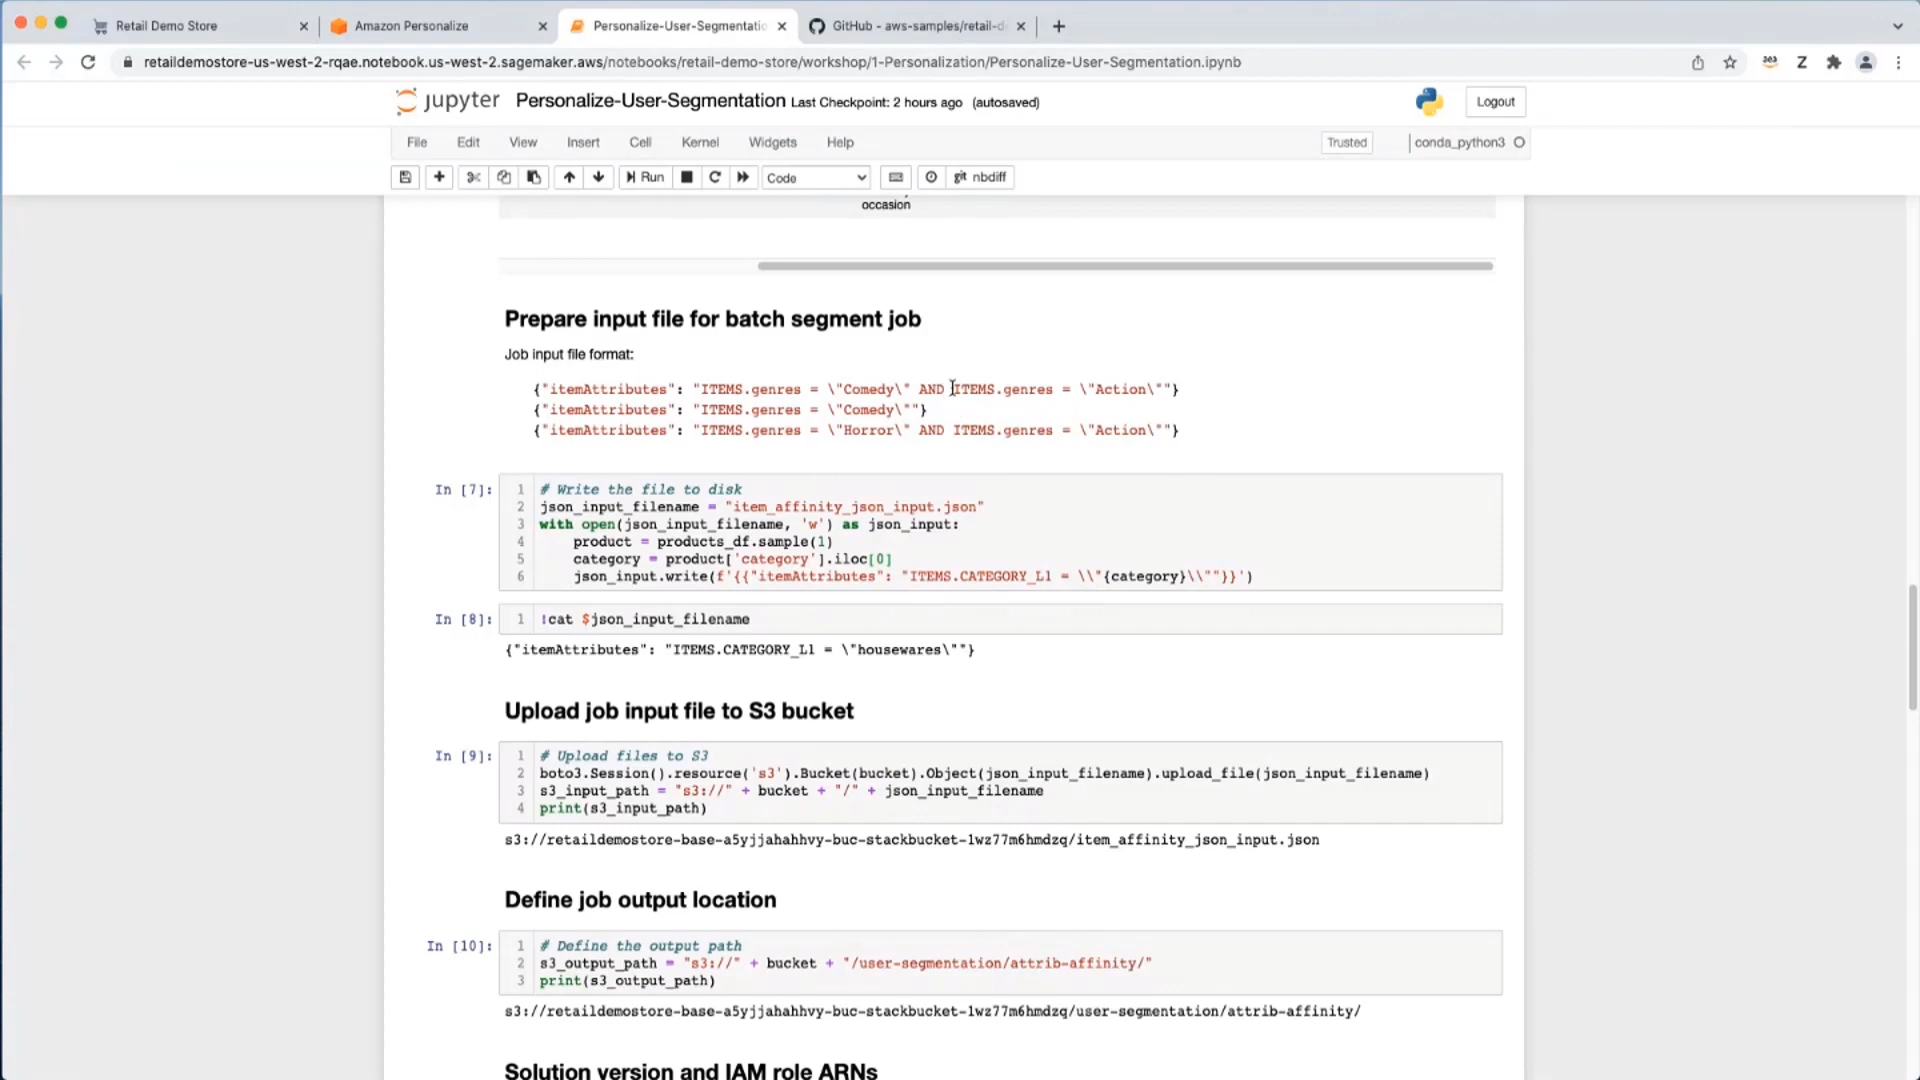 Retail Demo Store
Amazon Personalize
Personalize-User-Segmentatio
GitHub - aws-samples/retail-d
retaildemostore-us-west-2-rqae.notebook.us-west-2.sagemaker.aws/notebooks/retail-demo-store/workshop/1-Personalization/Personalize-User-Segmentation.ipynb
jupyter Personalize-User-Segmentation Last Checkpoint: 2 hours ago (autosaved)
Logout
File Edit View Insert Cell Kernel Widgets Help
Trusted
conda_python3
Run
Code
git nbdiff
occasion
Prepare input file for batch segment job
Job input file format:
{"itemAttributes": "ITEMS.genres = \"Comedy\" AND ITEMS.genres = \"Action\""}
{"itemAttributes": "ITEMS.genres = \"Comedy\""}
{"itemAttributes": "ITEMS.genres = \"Horror\" AND ITEMS.genres = \"Action\""}
In [7]:
1 # Write the file to disk
2 json_input_filename = "item_affinity_json_input.json"
3 with open(json_input_filename, 'w') as json_input:
4     product = products_df.sample(1)
5     category = product['category'].iloc[0]
6     json_input.write(f'{{"itemAttributes": "ITEMS.CATEGORY_L1 = \\"{category}\\""}}')
In [8]:
1 !cat $json_input_filename
{"itemAttributes": "ITEMS.CATEGORY_L1 = \"housewares\""}
Upload job input file to S3 bucket
In [9]:
1 # Upload files to S3
2 boto3.Session().resource('s3').Bucket(bucket).Object(json_input_filename).upload_file(json_input_filename)
3 s3_input_path = "s3://" + bucket + "/" + json_input_filename
4 print(s3_input_path)
s3://retaildemostore-base-a5yjjahahhvy-buc-stackbucket-1wz77m6hmdzq/item_affinity_json_input.json
Define job output location
In [10]:
1 # Define the output path
2 s3_output_path = "s3://" + bucket + "/user-segmentation/attrib-affinity/"
3 print(s3_output_path)
s3://retaildemostore-base-a5yjjahahhvy-buc-stackbucket-1wz77m6hmdzq/user-segmentation/attrib-affinity/
Solution version and IAM role ARNs